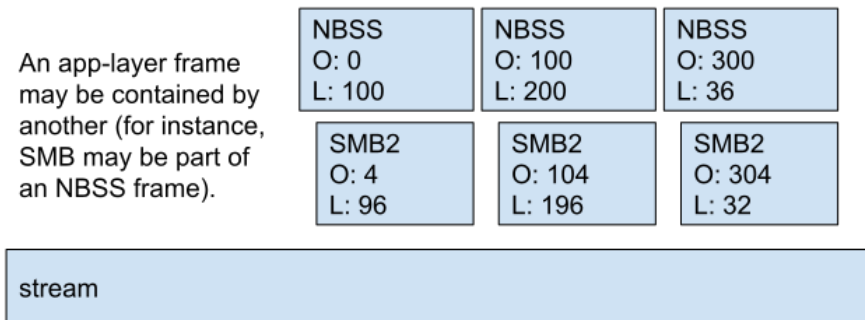 An app-layer frame
may be contained by
another (for instance,
SMB may be part of
an NBSS frame).
NBSS
O: 0
L: 100
NBSS
O: 100
L: 200
NBSS
O: 300
L: 36
SMB2
O: 4
L: 96
SMB2
O: 104
L: 196
SMB2
O: 304
L: 32
stream